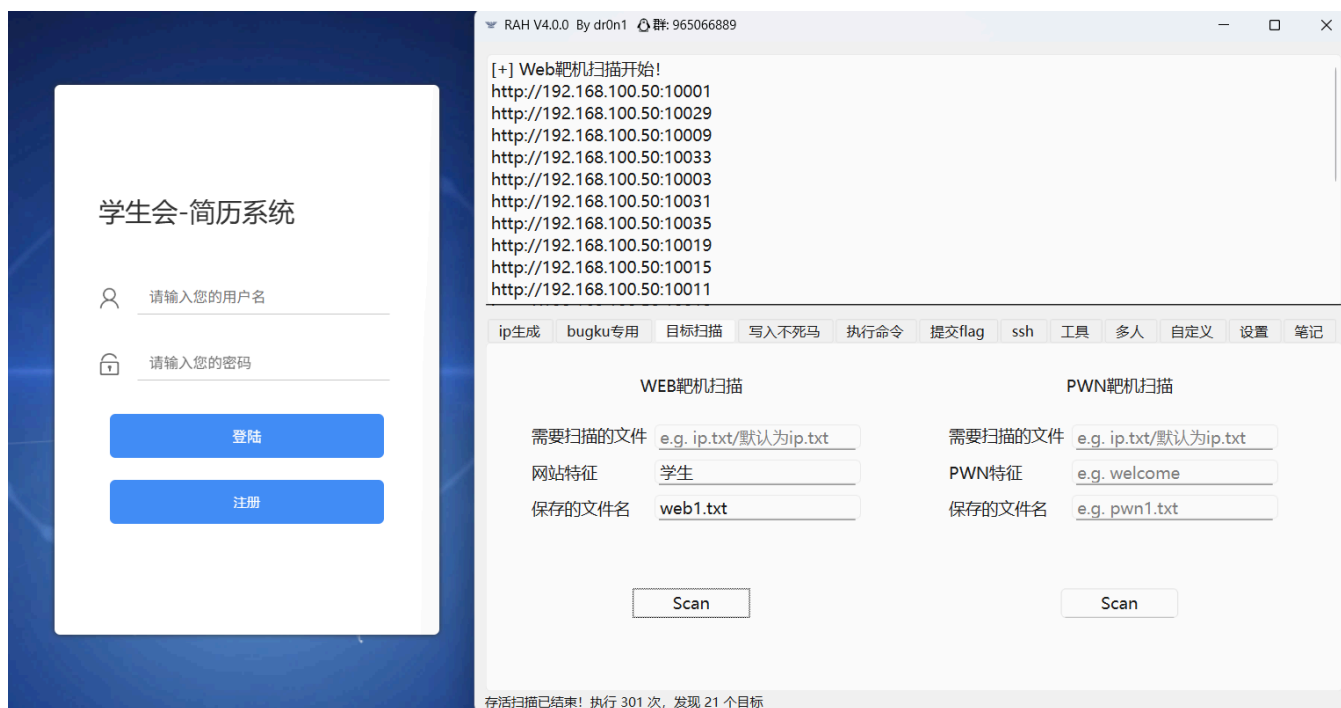 学生会-简历系统
请输入您的用户名
请输入您的密码
登陆
注册
RAH V4.0.0 By dr0n1 群: 965066889
[+] Web靶机扫描开始!
http://192.168.100.50:10001
http://192.168.100.50:10029
http://192.168.100.50:10009
http://192.168.100.50:10033
http://192.168.100.50:10003
http://192.168.100.50:10031
http://192.168.100.50:10035
http://192.168.100.50:10019
http://192.168.100.50:10015
http://192.168.100.50:10011
ip生成 bugku专用 目标扫描 写入不死马 执行命令 提交flag ssh 工具 多人 自定义 设置 笔记
WEB靶机扫描
需要扫描的文件 e.g. ip.txt/默认为ip.txt
网站特征 学生
保存的文件名 web1.txt
Scan
PWN靶机扫描
需要扫描的文件 e.g. ip.txt/默认为ip.txt
PWN特征 e.g. welcome
保存的文件名 e.g. pwn1.txt
Scan
存活扫描已结束! 执行 301 次, 发现 21 个目标